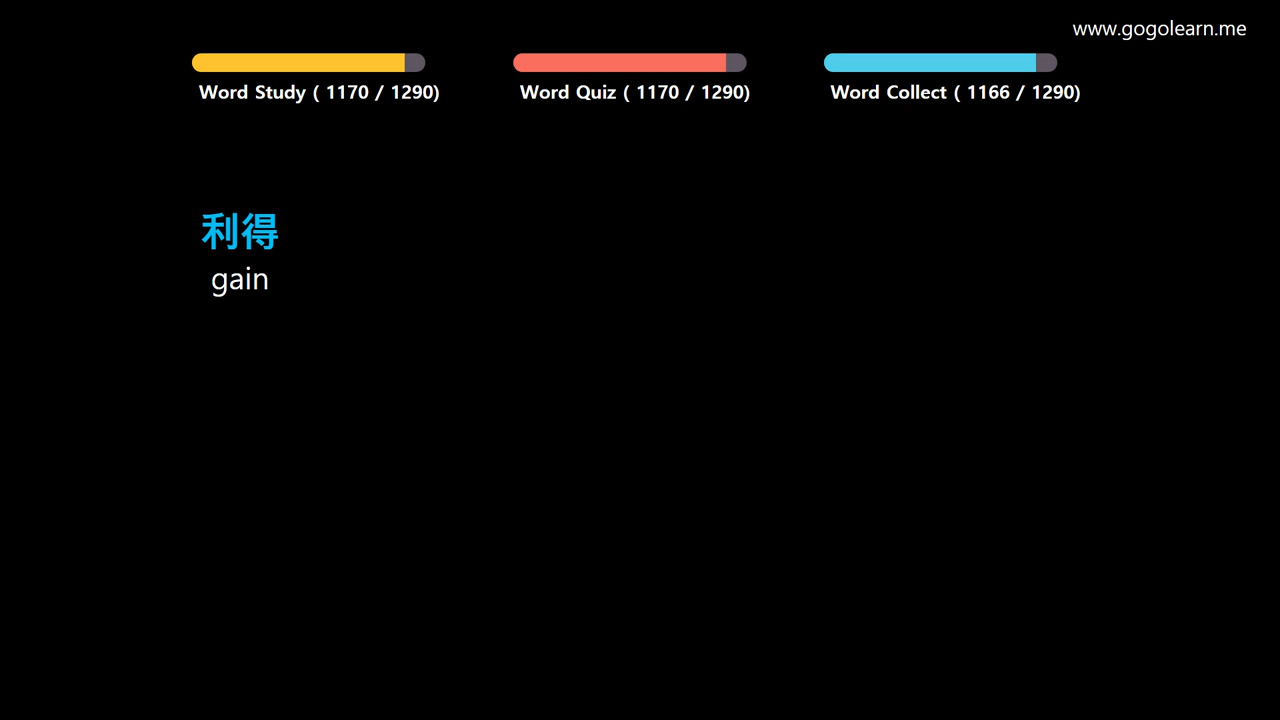 www.gogolearn.me
Word Study ( 1170 / 1290)
Word Quiz ( 1170 / 1290)
Word Collect ( 1166 / 1290)
利得
gain